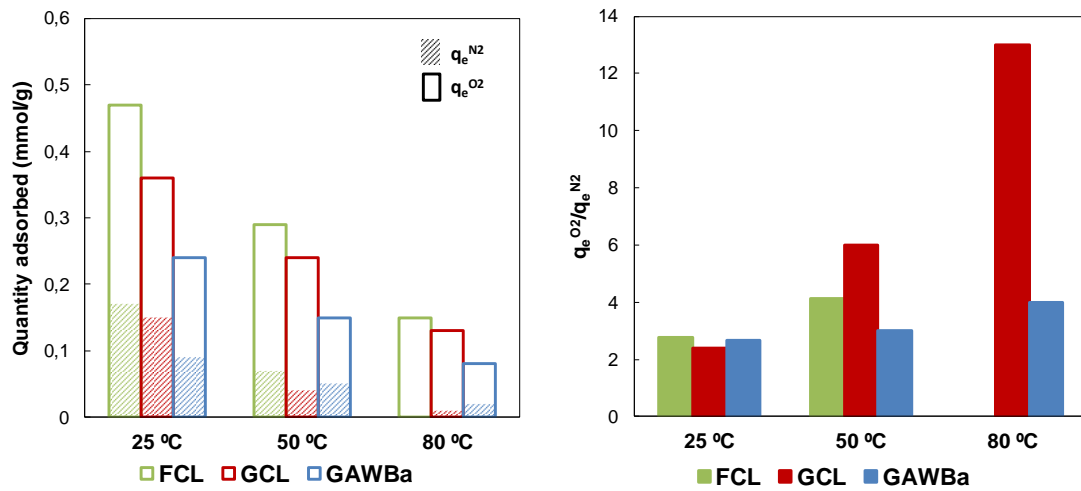 Quantity adsorbed (mmol/g)
0,6
0,5
0,4
0,3
0,2
0,1
0
qeN2
qeO2
25 ºC 50 ºC 80 ºC
FCL GCL GAWBa
qeO2/qeN2
14
12
10
8
6
4
2
0
25 ºC 50 ºC 80 ºC
FCL GCL GAWBa